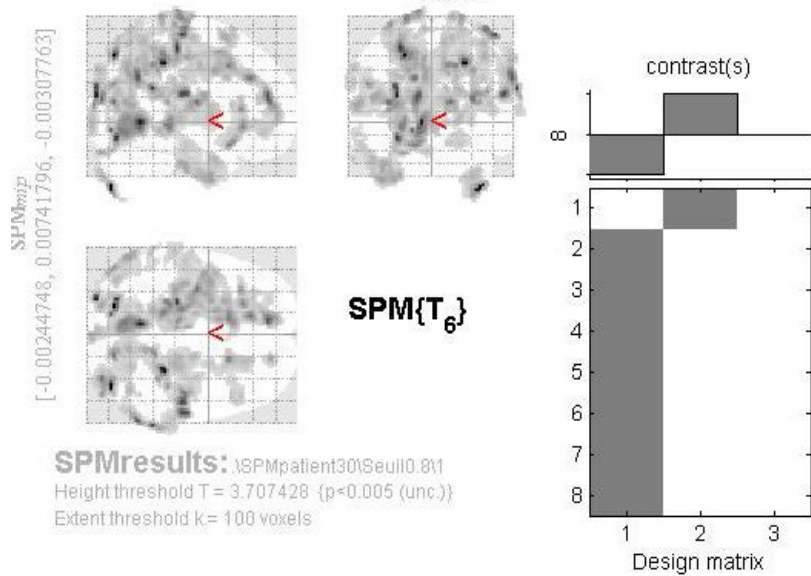 SPMmip
[-0.00244748, 0.00741796, -0.00307763]
<
<
<
SPM{T6}
SPMresults: .\SPMpatient30\Seuil0.8\1
Height threshold T = 3.707428 {p<0.005 (unc.)}
Extent threshold k = 100 voxels
contrast(s)
8
1
2
3
4
5
6
7
8
1 2 3
Design matrix